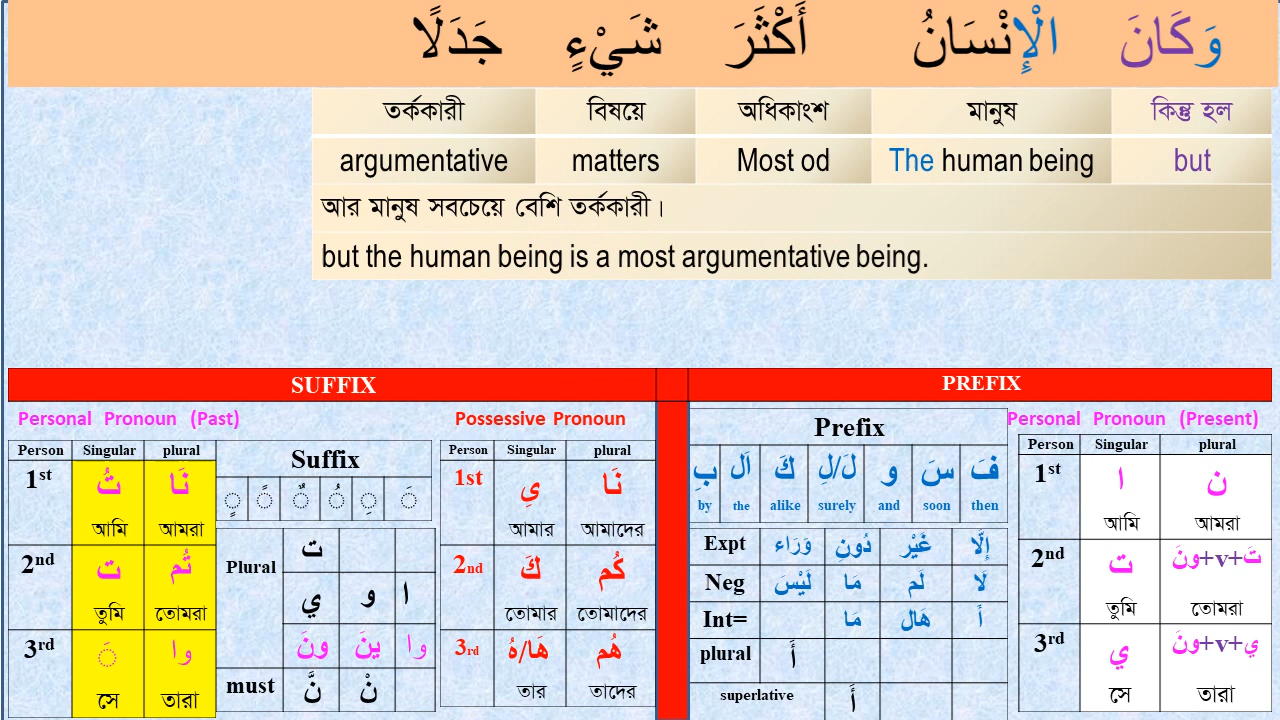 وَكَانَ الْإِنْسَانُ أَكْثَرَ شَيْءٍ جَدَلًا
তর্ককারী বিষয়ে অধিকাংশ মানুষ কিন্তু হল
argumentative matters Most od The human being but
আর মানুষ সবচেয়ে বেশি তর্ককারী।
but the human being is a most argumentative being.
SUFFIX
Personal Pronoun (Past)
Person Singular plural
1st تُ نَا
আমি আমরা
2nd ت تُم
তুমি তোমরা
3rd ◌َ وا
সে তারা
Suffix
◌ٍ ◌ً ◌ٌ ◌ُ ◌ِ ◌َ
Plural ت
ي و ا
ونَ ينَ وا
must نَّ نْ
Possessive Pronoun
Person Singular plural
1st يِ نَا
আমার আমাদের
2nd كَ كُم
তোমার তোমাদের
3rd هَا/هُ هُم
তার তাদের
PREFIX
Prefix
بِ اَل كَ لَ/لِ و سَ فَ
by the alike surely and soon then
Expt وَرَاء دُونِ غَيْر إِلَّا
Neg لَيْسَ مَا لَم لَا
Int= مَا هَال أَ
plural أَ
superlative أَ
Personal Pronoun (Present)
Person Singular plural
1st ا ن
আমি আমরা
2nd ت تَ+v+ونَ
তুমি তোমরা
3rd ي ي+v+ونَ
সে তারা